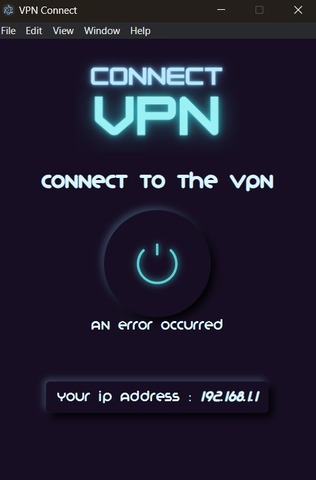 VPN Connect
File Edit View Window Help
CONNECT
VPN
CONNECT TO THE VPN
AN ERROR OCCURRED
YOUR IP ADDRESS : 192.168.1.1